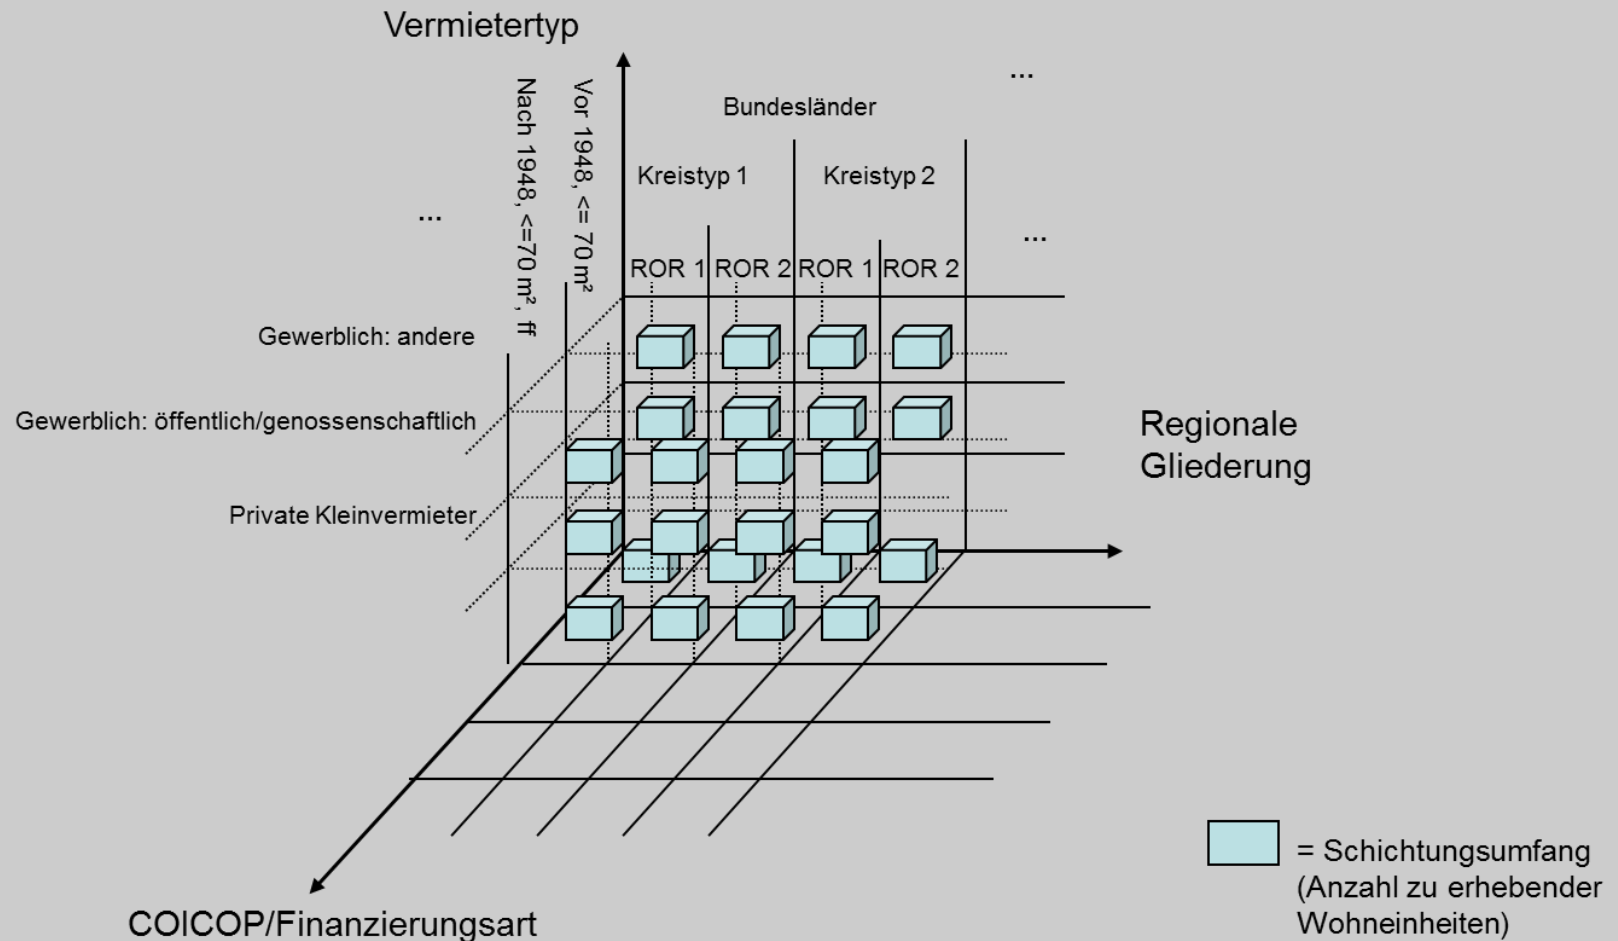 Vermietertyp
Nach 1948, <=70 m², ff
Vor 1948, <= 70 m²
...
Bundesländer
Kreistyp 1
Kreistyp 2
...
...
ROR 1
ROR 2
ROR 1
ROR 2
Gewerblich: andere
Gewerblich: öffentlich/genossenschaftlich
Private Kleinvermieter
Regionale
Gliederung
COICOP/Finanzierungsart
= Schichtungsumfang
(Anzahl zu erhebender
Wohneinheiten)